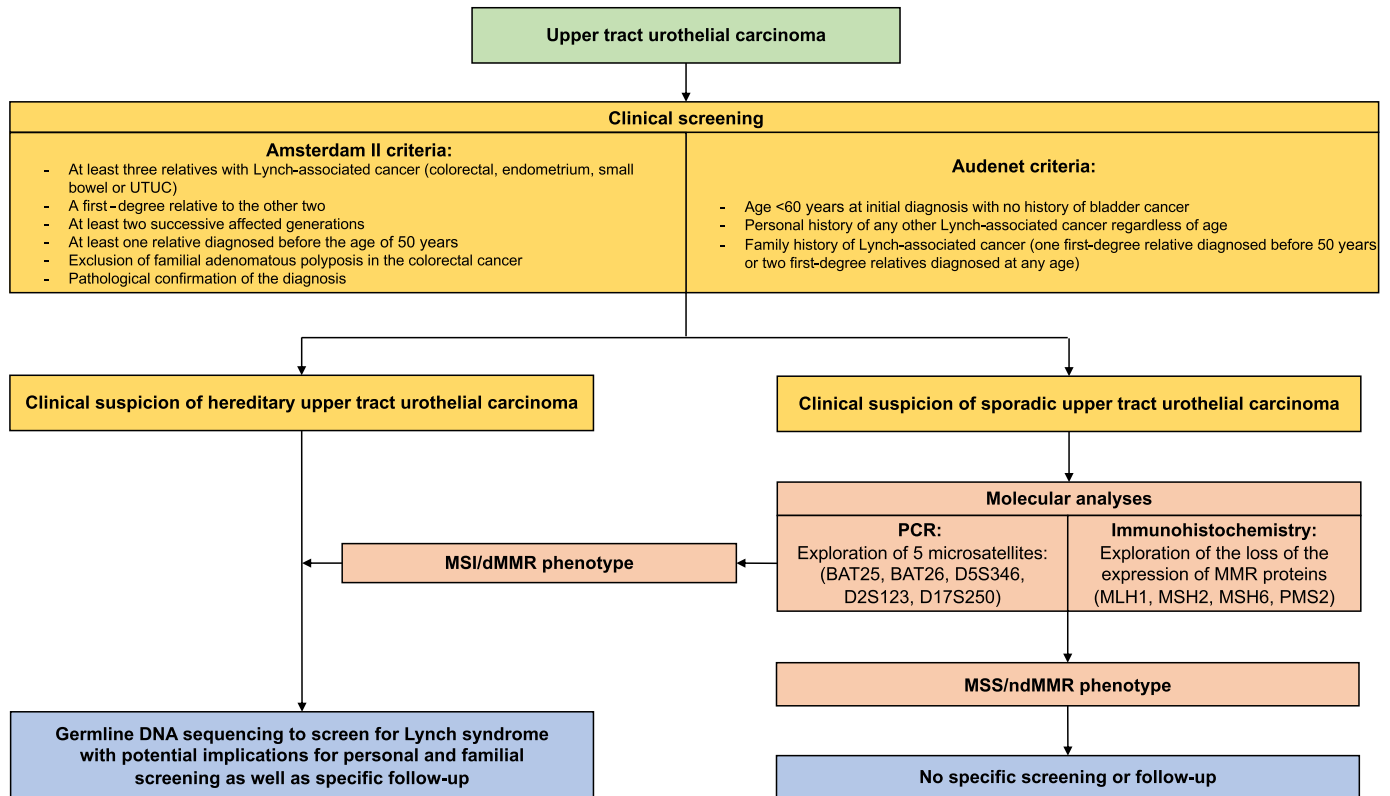 Upper tract urothelial carcinoma
Clinical screening
Amsterdam II criteria:
- At least three relatives with Lynch-associated cancer (colorectal, endometrium, small
bowel or UTUC)
- A first-degree relative to the other two
- At least two successive affected generations
- At least one relative diagnosed before the age of 50 years
- Exclusion of familial adenomatous polyposis in the colorectal cancer
- Pathological confirmation of the diagnosis
Audenet criteria:
- Age <60 years at initial diagnosis with no history of bladder cancer
- Personal history of any other Lynch-associated cancer regardless of age
- Family history of Lynch-associated cancer (one first-degree relative diagnosed before 50 years
or two first-degree relatives diagnosed at any age)
Clinical suspicion of hereditary upper tract urothelial carcinoma
Clinical suspicion of sporadic upper tract urothelial carcinoma
Molecular analyses
PCR:
Exploration of 5 microsatellites:
(BAT25, BAT26, D5S346,
D2S123, D17S250)
Immunohistochemistry:
Exploration of the loss of the
expression of MMR proteins
(MLH1, MSH2, MSH6, PMS2)
MSI/dMMR phenotype
MSS/ndMMR phenotype
Germline DNA sequencing to screen for Lynch syndrome
with potential implications for personal and familial
screening as well as specific follow-up
No specific screening or follow-up